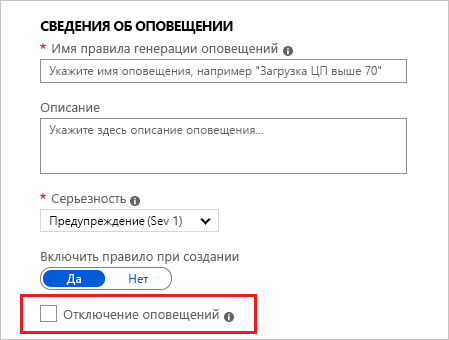 СВЕДЕНИЯ ОБ ОПОВЕЩЕНИИ
* Имя правила генерации оповещений
Укажите имя оповещения, например "Загрузка ЦП выше 70"
Описание
Укажите здесь описание оповещения...
* Серьезность
Предупреждение (Sev 1)
Включить правило при создании
Да Нет
Отключение оповещений